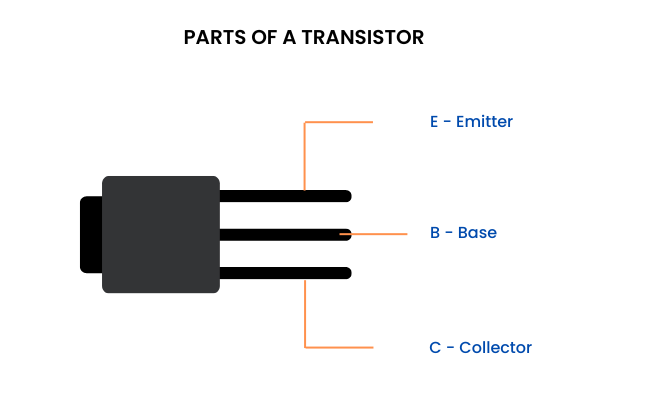 PARTS OF A TRANSISTOR
E - Emitter
B - Base
C - Collector